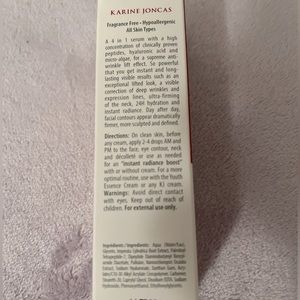 KARINE JONCAS
Fragrance Free • Hypoallergenic
All Skin Types
A 4 in 1 serum with a high
concentration of clinically proven
peptides, hyaluronic acid and
micro-algae, for a supreme anti-
wrinkle lift effect. So powerful
that you get instant and long-
lasting visible results such as an
exceptional lifted look, a visible
correction of deep wrinkles and
expression lines, ultra-firming
of the neck, 24H hydration and
instant radiance. Day after day,
facial contours appear dramatically
firmer, more sculpted and defined.
Directions: On clean skin, before
any cream, apply 2-4 drops AM and
PM to the face, eye contour, neck
and décolleté or use as needed
for an "instant radiance boost"
with or without cream. For a more
optimal routine, use with the Youth
Essence Cream or any KJ cream.
Warnings: Avoid direct contact
with eyes. Keep out of reach of
children. For external use only.
Ingredients / Ingrédients: Aqua (Water/Eau),